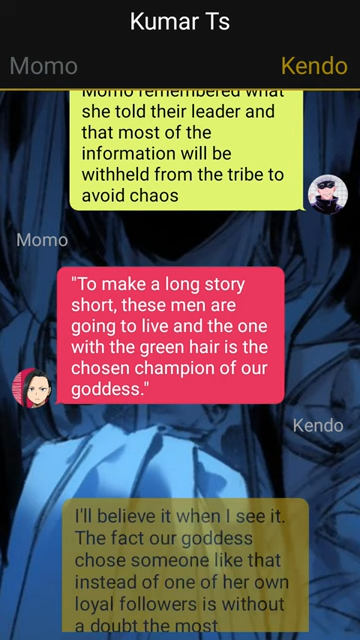 Kumar Ts
Momo
Kendo
Momo remembered what
she told their leader and
that most of the
information will be
withheld from the tribe to
avoid chaos
Momo
"To make a long story
short, these men are
going to live and the one
with the green hair is the
chosen champion of our
goddess."
Kendo
I'll believe it when I see it.
The fact our goddess
chose someone like that
instead of one of her own
loyal followers is without
a doubt the most